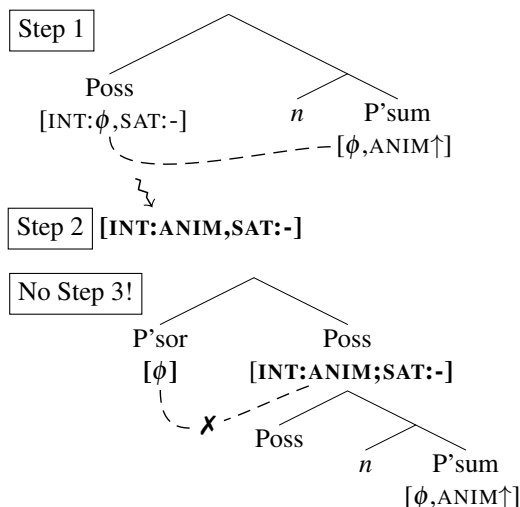 Step 1
Poss
[INT:ϕ,SAT:-]
n
P'sum
[ϕ,ANIM↑]
Step 2 [INT:ANIM,SAT:-]
No Step 3!
P'sor
[ϕ]
Poss
[INT:ANIM;SAT:-]
✗
Poss
n
P'sum
[ϕ,ANIM↑]